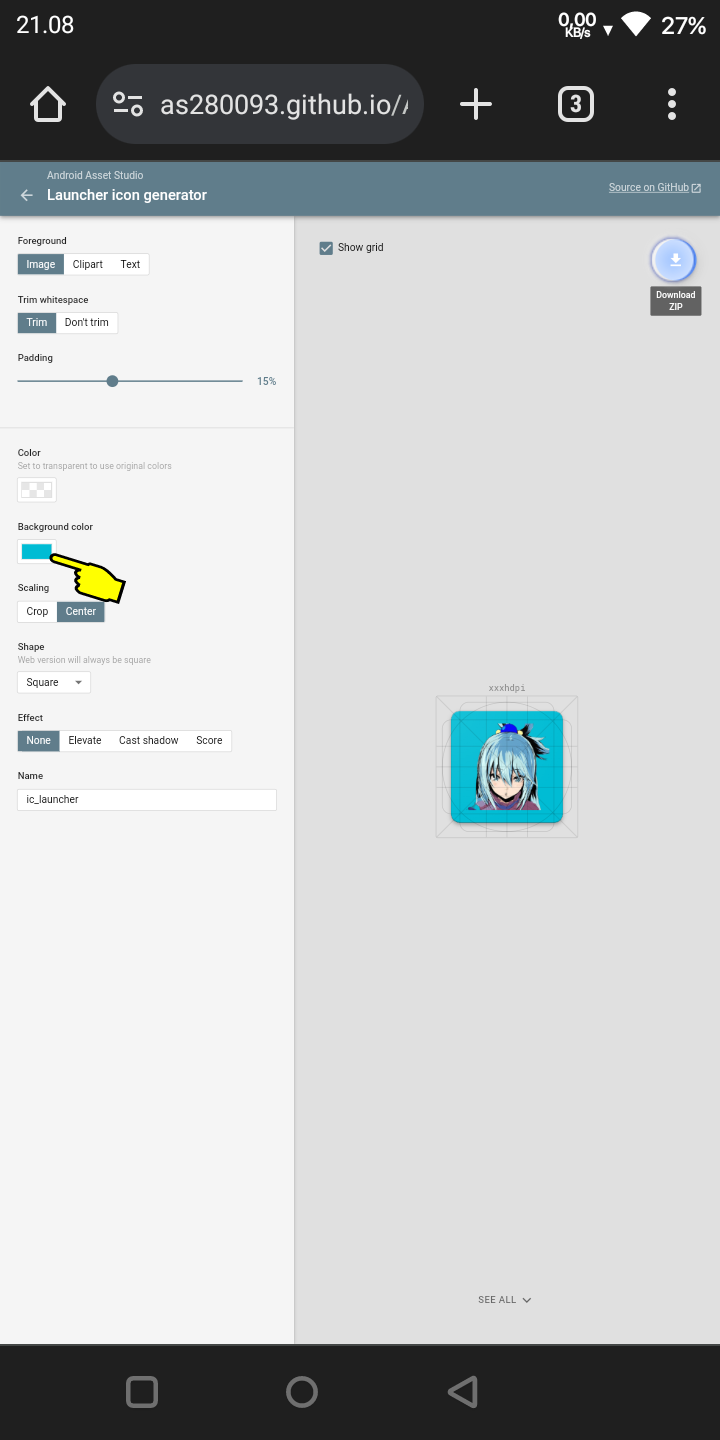 21.08
0,00
KB/s
27%
as280093.github.io/
3
Android Asset Studio
Launcher icon generator
Source on GitHub
Foreground
Image Clipart Text
Show grid
Download
ZIP
Trim whitespace
Trim Don't trim
Padding
15%
Color
Set to transparent to use original colors
Background color
Scaling
Crop Center
Shape
Web version will always be square
Square
xxxhdpi
Effect
None Elevate Cast shadow Score
Name
ic_launcher
SEE ALL